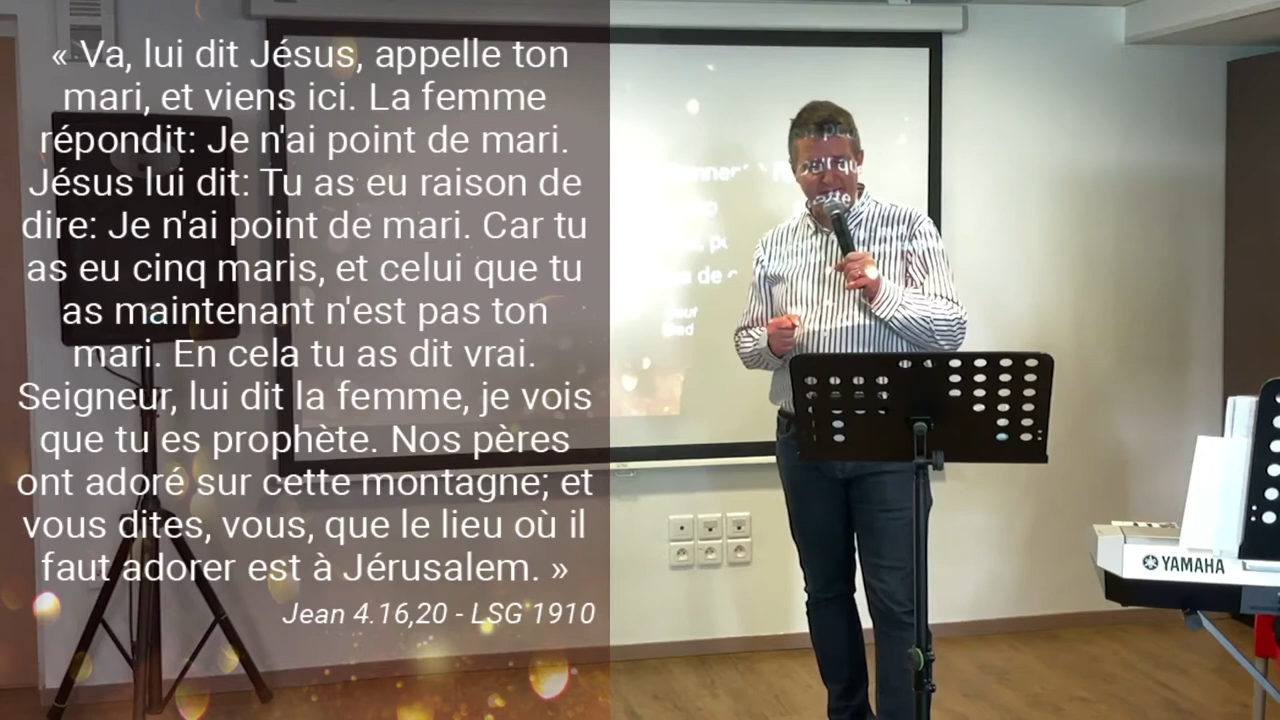 « Va, lui dit Jésus, appelle ton
mari, et viens ici. La femme
répondit: Je n'ai point de mari.
Jésus lui dit: Tu as eu raison de
dire: Je n'ai point de mari. Car tu
as eu cinq maris, et celui que tu
as maintenant n'est pas ton
mari. En cela tu as dit vrai.
Seigneur, lui dit la femme, je vois
que tu es prophète. Nos pères
ont adoré sur cette montagne; et
vous dites, vous, que le lieu où il
faut adorer est à Jérusalem. »
Jean 4.16,20 - LSG 1910
YAMAHA